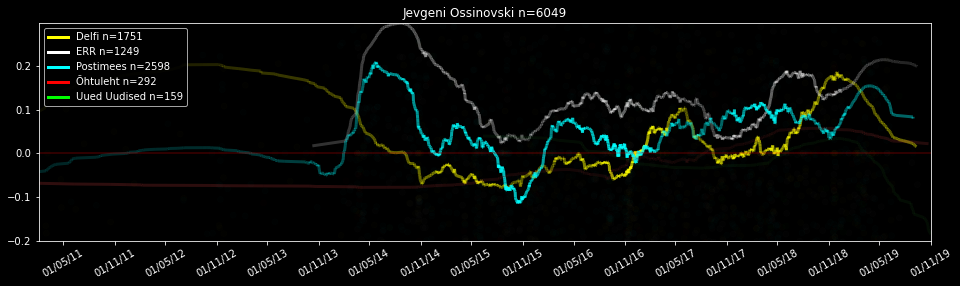 Jevgeni Ossinovski n=6049
Delfi n=1751
ERR n=1249
Postimees n=2598
Õhtuleht n=292
Uued Uudised n=159
0.2
0.1
0.0
−0.1
−0.2
01/05/11 01/11/11 01/05/12 01/11/12 01/05/13 01/11/13 01/05/14 01/11/14 01/05/15 01/11/15 01/05/16 01/11/16 01/05/17 01/11/17 01/05/18 01/11/18 01/05/19 01/11/19